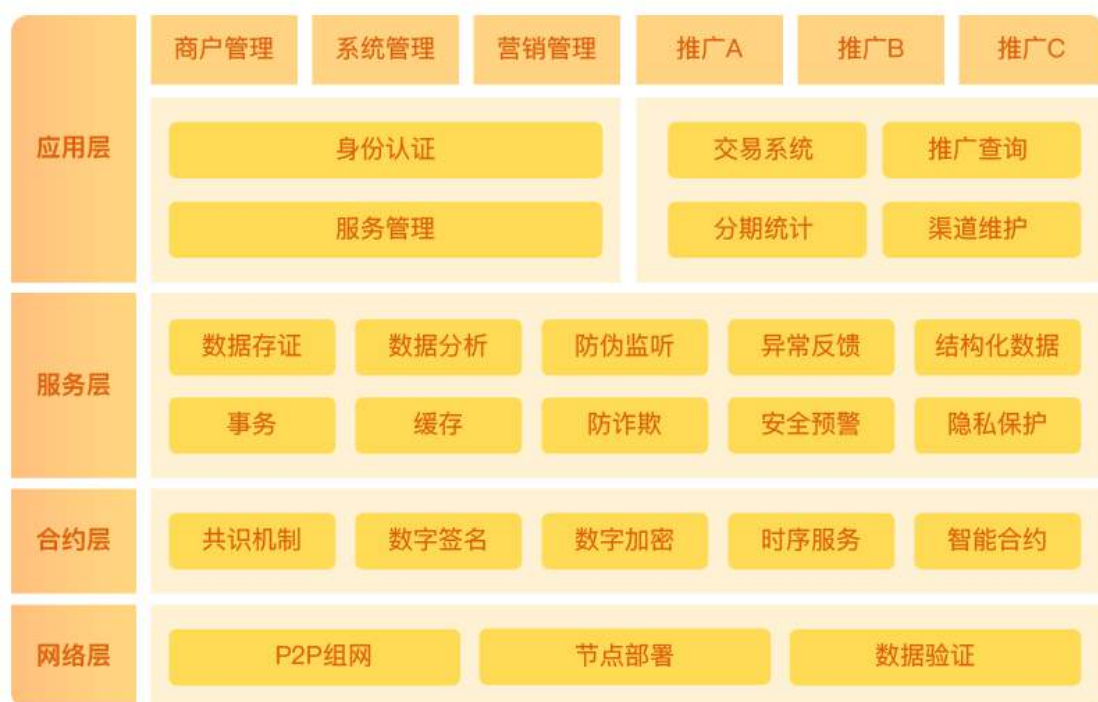 商户管理 系统管理 营销管理 推广A 推广B 推广C
应用层
身份认证 交易系统 推广查询
服务管理 分期统计 渠道维护
服务层
数据存证 数据分析 防伪监听 异常反馈 结构化数据
事务 缓存 防诈欺 安全预警 隐私保护
合约层
共识机制 数字签名 数字加密 时序服务 智能合约
网络层
P2P组网 节点部署 数据验证